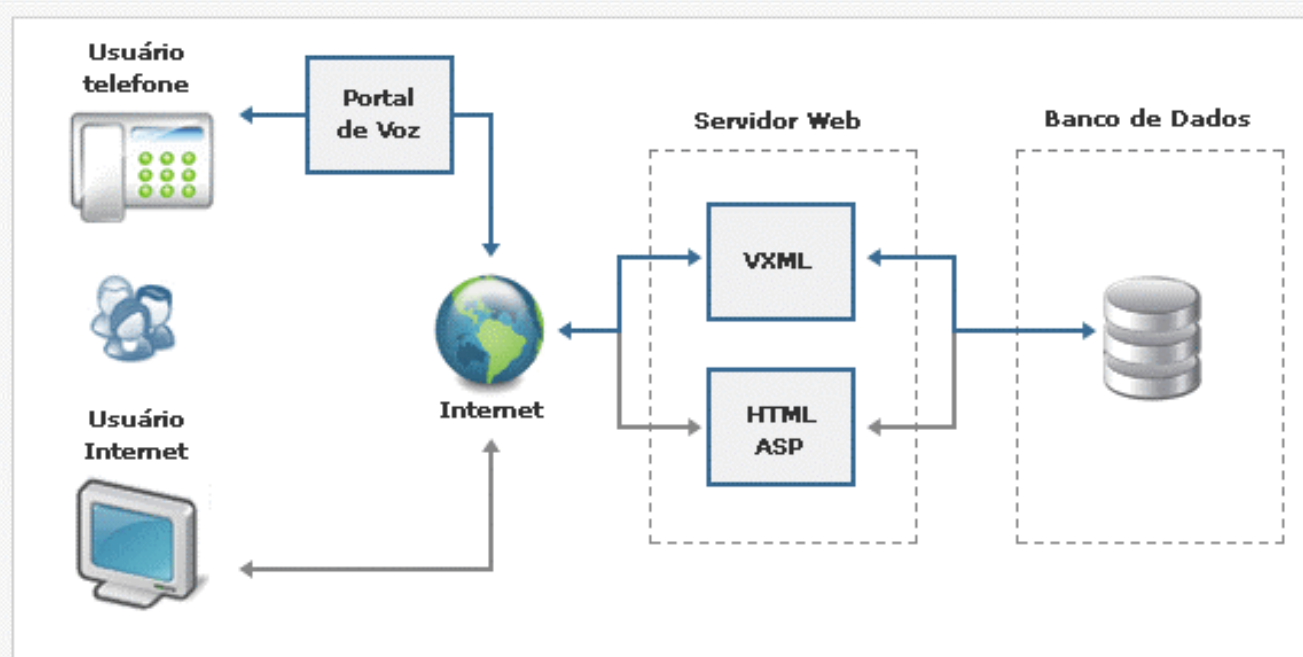 Usuário
telefone
Portal
de Voz
Servidor Web
Banco de Dados
VXML
Internet
HTML
ASP
Usuário
Internet